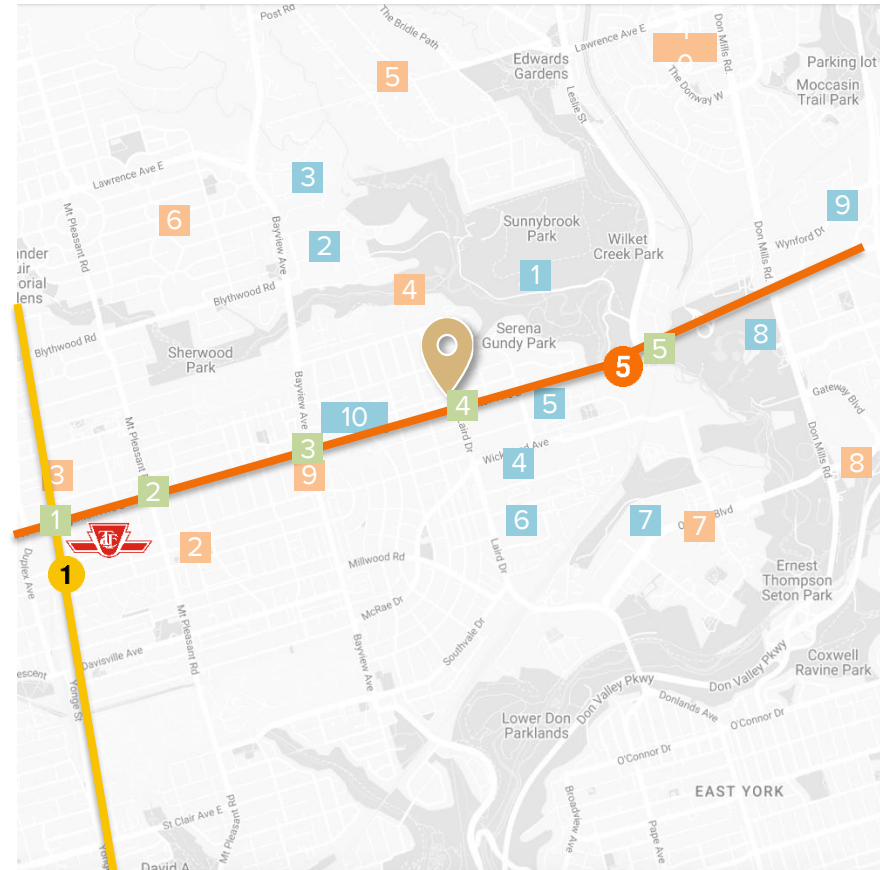 Post Rd
The Bridle Path
5
Edwards
Gardens
Lawrence Ave E
Don Mills Rd.
The Donway W
Parking lot
Moccasin
Trail Park
Leslie St
Lawrence Ave E
3
6
Mt Pleasant Rd
Bayview Ave
2
Sunnybrook
Park
Wilket
Creek Park
1
Don Mills Rd.
9
Wynford Dr
4
Blythwood Rd
Blythwood Rd
Sherwood
Park
Serena
Gundy Park
8
5
5
Bayview Ave
10
4
5
Gateway Blvd
Mt Pleasant
3
Laird Dr
Ave
4
Don Mills Rd
3
9
8
2
1
6
7
7
Blvd
Duplex Ave
2
1
Millwood Rd
Laird Dr
Ernest
Thompson
Seton Park
Mt Pleasant Rd
McRae Dr
Southvale Dr
Davisville Ave
Bayview Ave
Yonge St
Coxwell
Ravine Park
Don Valley Pkwy
Don Valley Pkwy
Donlands Ave
O'Connor Dr
Lower Don
Parklands
O'Connor Dr
EAST YORK
St Clair Ave E
Mt Pleasant Rd
Broadview Ave
Pape Ave
David A